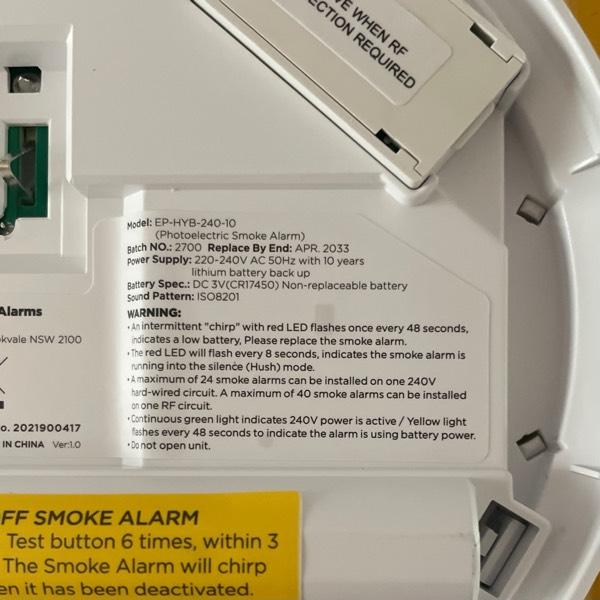 VE WHEN RF
ECTION REQUIRED
Model: EP-HYB-240-10
(Photoelectric Smoke Alarm)
Batch NO.: 2700 Replace By End: APR. 2033
Power Supply: 220-240V AC 50Hz with 10 years
lithium battery back up
Battery Spec.: DC 3V(CR17450) Non-replaceable battery
Sound Pattern: ISO8201
WARNING:
•An intermittent "chirp" with red LED flashes once every 48 seconds,
indicates a low battery, Please replace the smoke alarm.
•The red LED will flash every 8 seconds, indicates the smoke alarm is
running into the silence (Hush) mode.
•A maximum of 24 smoke alarms can be installed on one 240V
hard-wired circuit. A maximum of 40 smoke alarms can be installed
on one RF circuit.
•Continuous green light indicates 240V power is active / Yellow light
flashes every 48 seconds to indicate the alarm is using battery power.
•Do not open unit.
Alarms
kvale NSW 2100
o. 2021900417
IN CHINA Ver:1.0
FF SMOKE ALARM
Test button 6 times, within 3
The Smoke Alarm will chirp
en it has been deactivated.